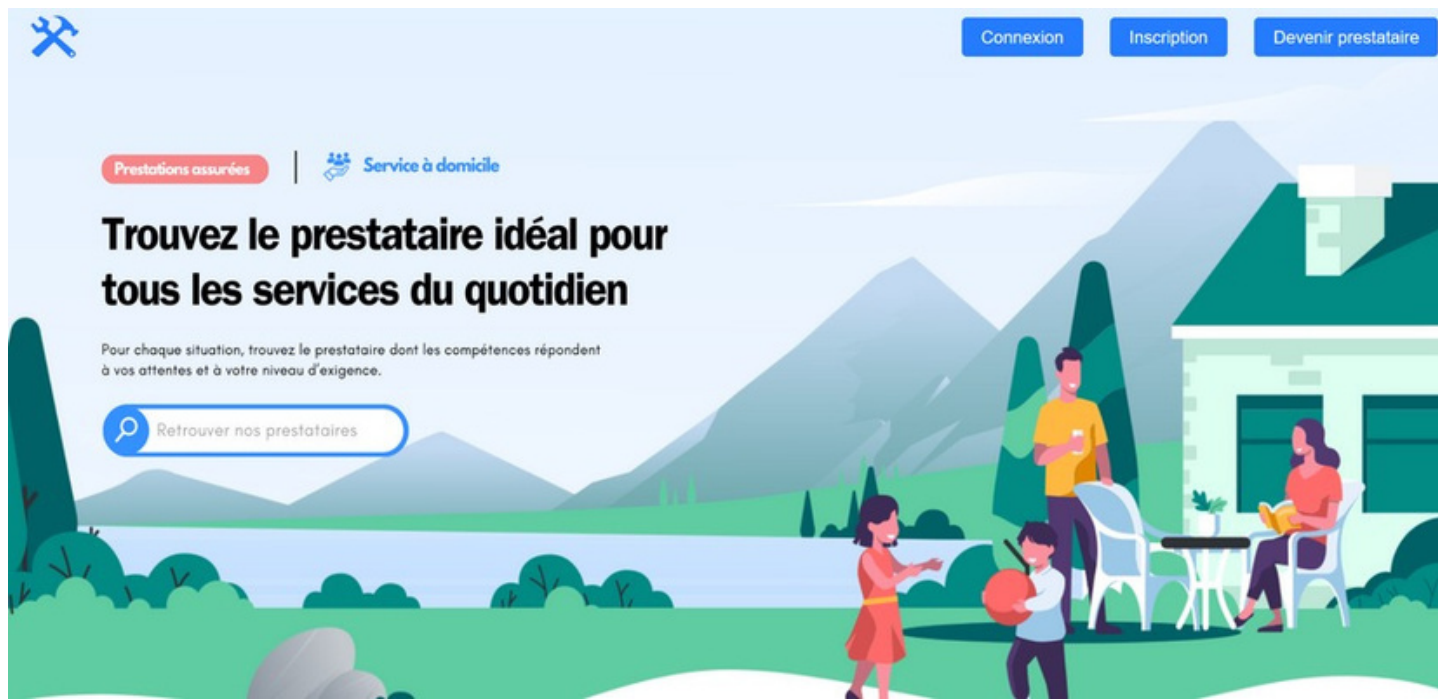 Connexion
Inscription
Devenir prestataire
Prestations assurées
Service à domicile
Trouvez le prestataire idéal pour
tous les services du quotidien
Pour chaque situation, trouvez le prestataire dont les compétences répondent
à vos attentes et à votre niveau d'exigence.
Retrouver nos prestataires